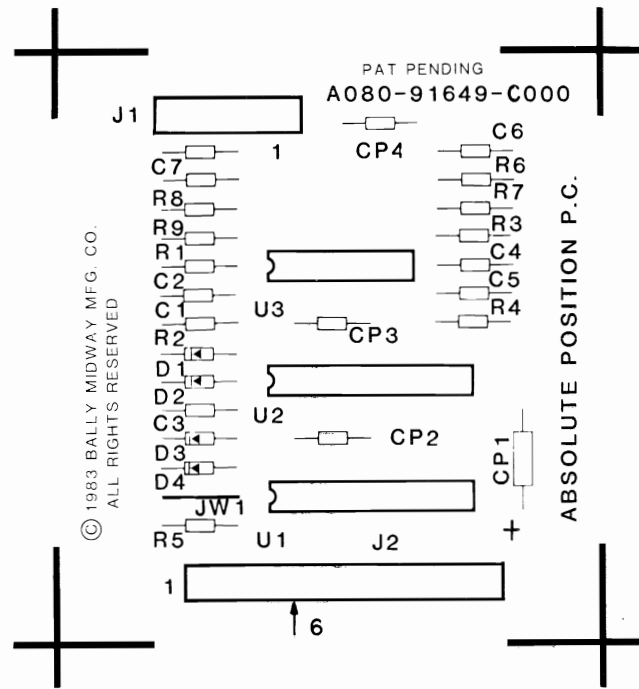 PAT PENDING
A080-91649-C000
J1
1
CP4
C6
C7
R6
R8
R7
R9
R3
R1
C4
C2
C5
C1
U3
R4
R2
CP3
D1
D2
U2
C3
CP2
D3
CP1
D4
JW1
R5
U1
J2
+
1
6
© 1983 BALLY MIDWAY MFG. CO.
ALL RIGHTS RESERVED
ABSOLUTE POSITION P.C.